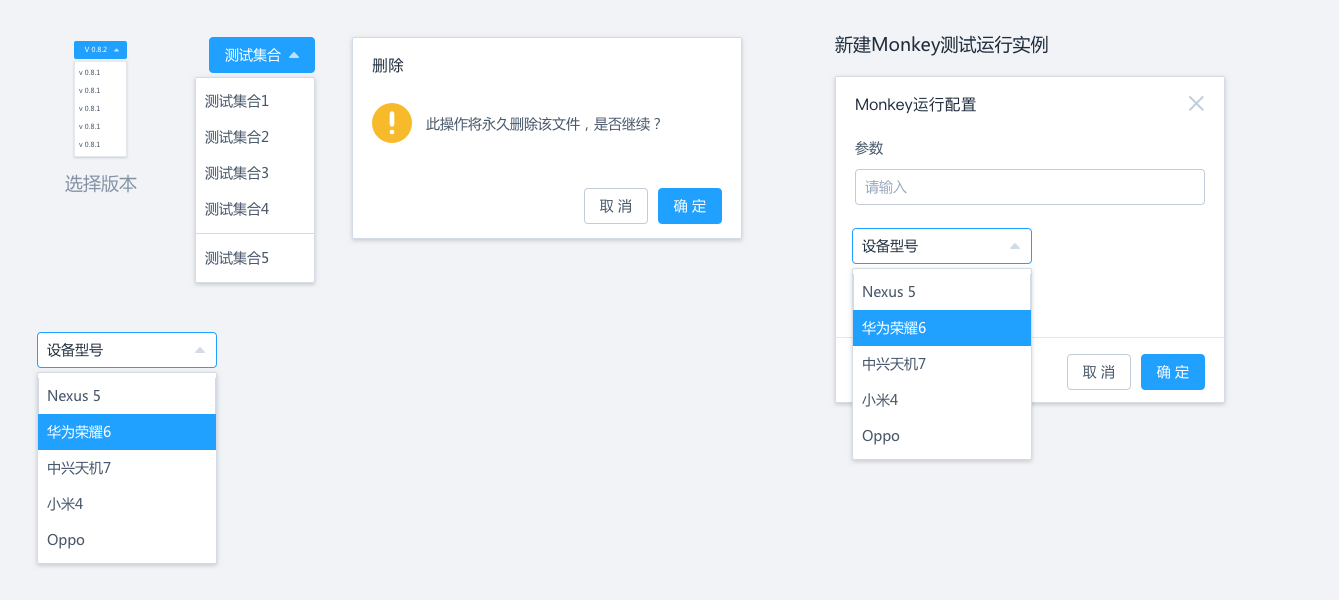 V 0.8.2
v 0.8.1
v 0.8.1
v 0.8.1
v 0.8.1
v 0.8.1
选择版本
测试集合
测试集合1
测试集合2
测试集合3
测试集合4
测试集合5
删除
此操作将永久删除该文件，是否继续？
取 消
确 定
新建Monkey测试运行实例
Monkey运行配置
参数
请输入
设备型号
Nexus 5
华为荣耀6
中兴天机7
小米4
Oppo
取 消
确 定
设备型号
Nexus 5
华为荣耀6
中兴天机7
小米4
Oppo